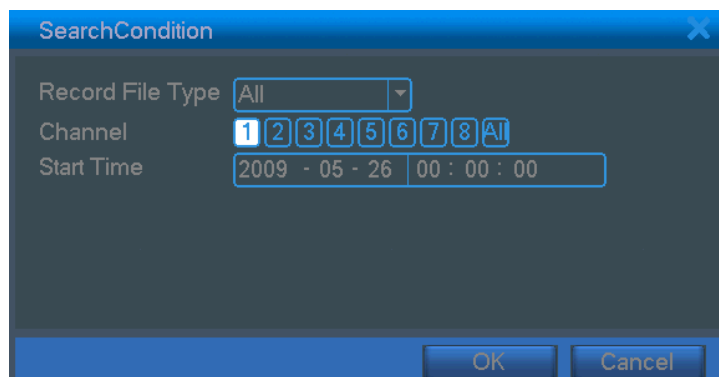 SearchCondition
Record File Type All
Channel 1 2 3 4 5 6 7 8 All
Start Time 2009 - 05 - 26 00 : 00 : 00
OK Cancel